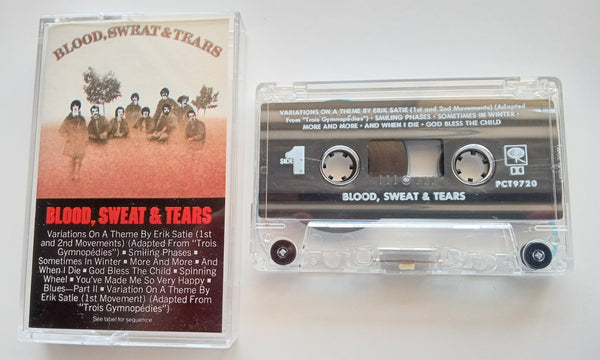 BLOOD, SWEAT & TEARS
BLOOD, SWEAT & TEARS
Variations On A Theme By Erik Satie (1st
and 2nd Movements) (Adapted From "Trois
Gymnopédies") ▪ Smiling Phases ▪
Sometimes In Winter ▪ More And More ▪ And
When I Die ▪ God Bless The Child ▪ Spinning
Wheel ▪ You've Made Me So Very Happy ▪
Blues—Part II ▪ Variation On A Theme By
Erik Satie (1st Movement) (Adapted From
"Trois Gymnopédies")
See label for sequence
VARIATIONS ON A THEME BY ERIK SATIE (1st and 2nd Movements) (Adapted
From "Trois Gymnopédies") • SMILING PHASES • SOMETIMES IN WINTER •
MORE AND MORE • AND WHEN I DIE • GOD BLESS THE CHILD
SIDE 1
PCT9720
BLOOD, SWEAT & TEARS